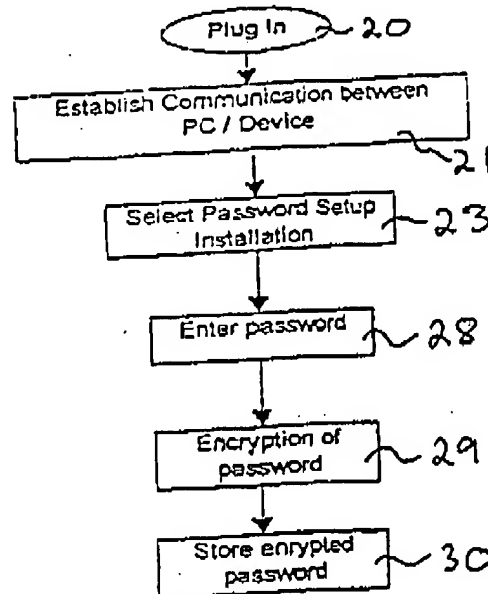 Plug In 20
Establish Communication between
PC / Device
21
Select Password Setup
Installation
23
Enter password 28
Encryption of
password
29
Store enrypted
password
30